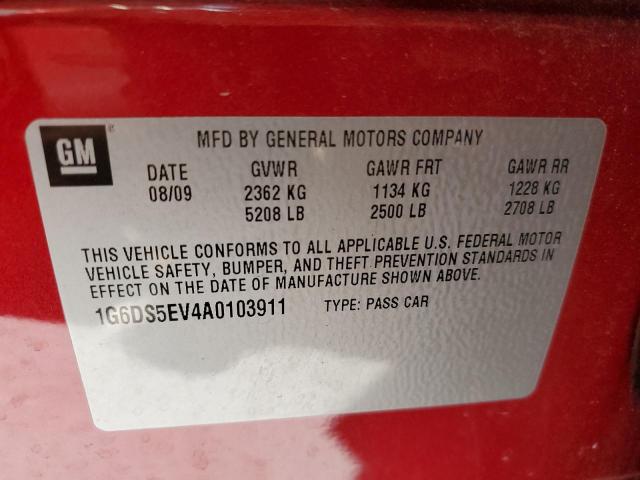 GM
MFD BY GENERAL MOTORS COMPANY
DATE GVWR GAWR FRT GAWR RR
08/09 2362 KG 1134 KG 1228 KG
5208 LB 2500 LB 2708 LB
THIS VEHICLE CONFORMS TO ALL APPLICABLE U.S. FEDERAL MOTOR
VEHICLE SAFETY, BUMPER, AND THEFT PREVENTION STANDARDS IN
EFFECT ON THE DATE OF MANUFACTURE SHOWN ABOVE.
1G6DS5EV4A0103911 TYPE: PASS CAR